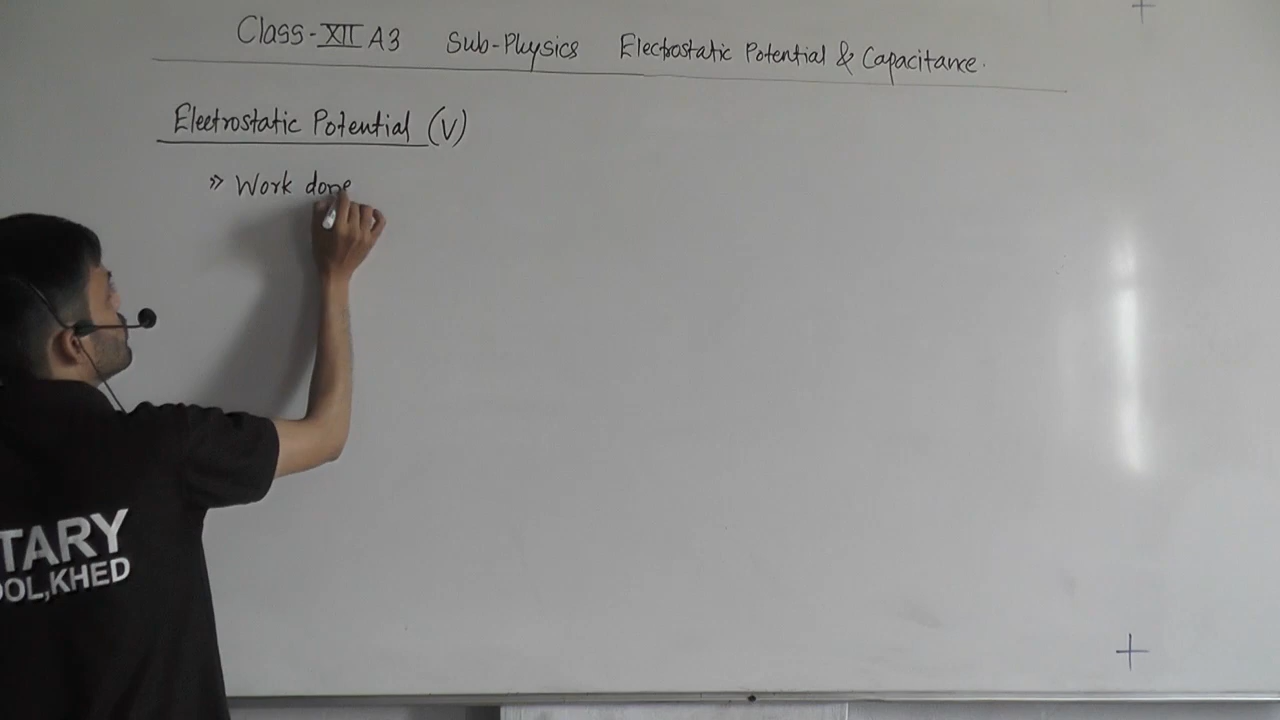 Class-XII A3 Sub-Physics Electrostatic Potential & Capacitance.
Electrostatic Potential (V)
» Work done
TARY
OOL,KHED